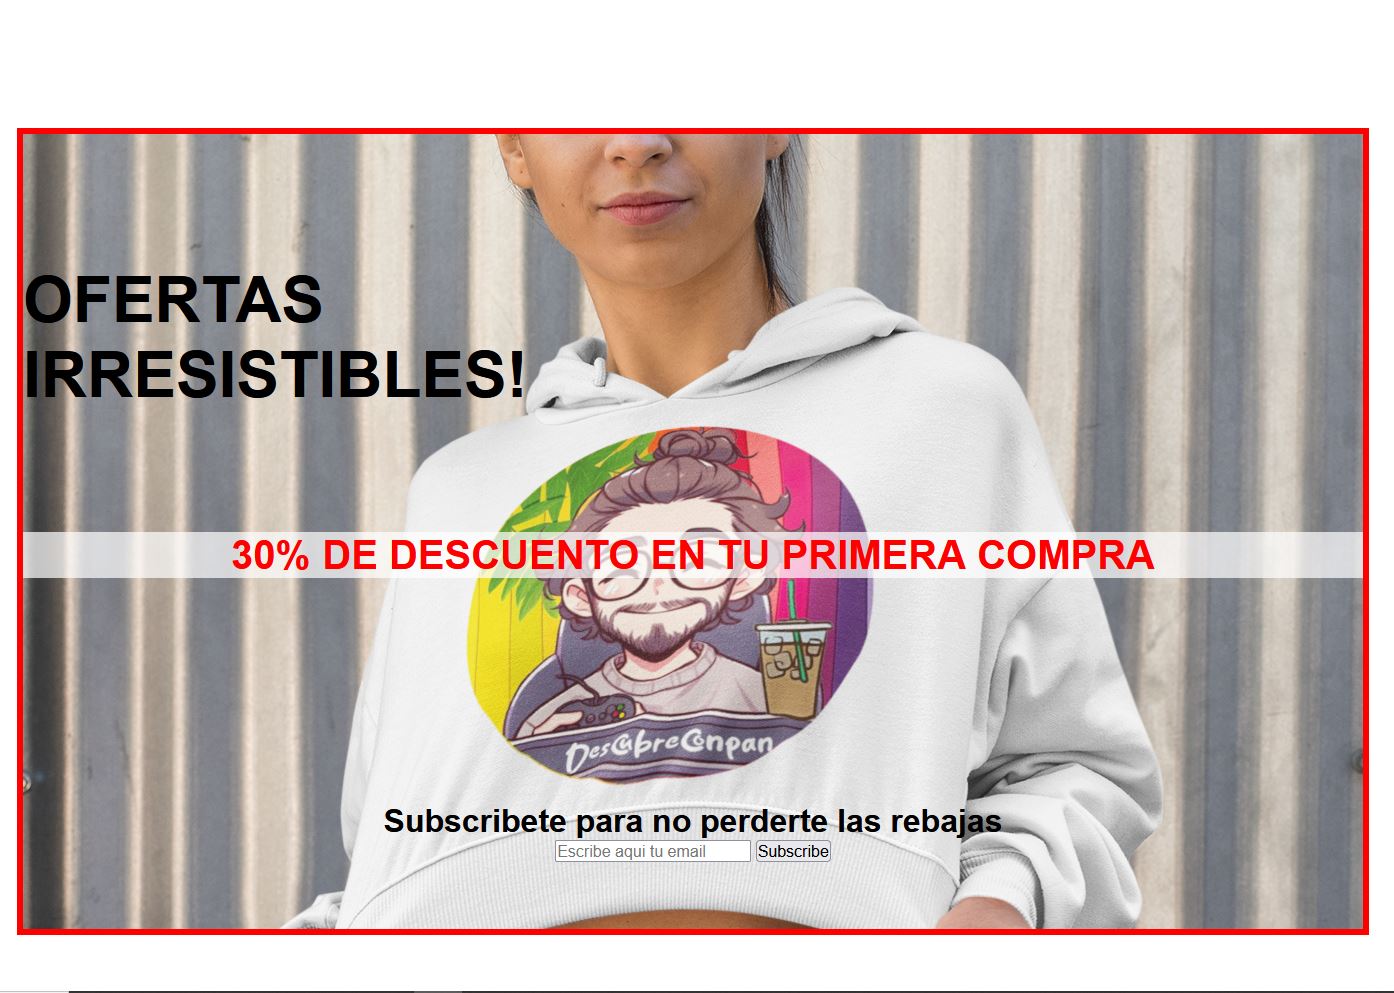 OFERTAS
IRRESISTIBLES!
30% DE DESCUENTO EN TU PRIMERA COMPRA
DescubreConpan
Subscribete para no perderte las rebajas
Escribe aqui tu email
Subscribe